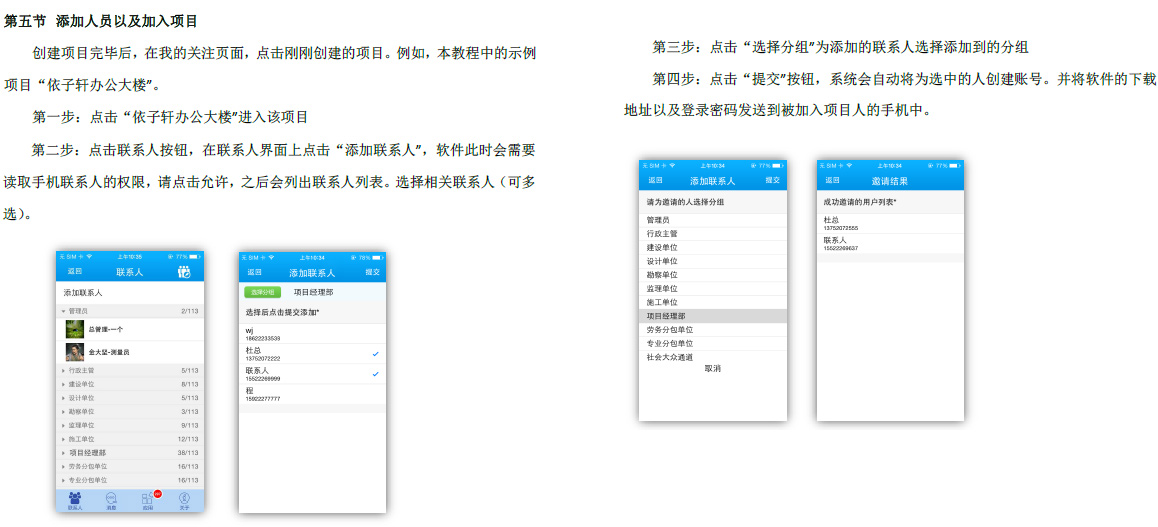 第五节 添加人员以及加入项目
创建项目完毕后，在我的关注页面，点击刚刚创建的项目。例如，本教程中的示例
项目“依子轩办公大楼”。
第一步：点击“依子轩办公大楼”进入该项目
第二步：点击联系人按钮，在联系人界面上点击“添加联系人”，软件此时会需要
读取手机联系人的权限，请点击允许，之后会列出联系人列表。选择相关联系人（可多
选）。
无 SIM 卡 上午10:35 77%
返回 联系人
添加联系人
管理员 2/113
总管理-一个
金大坚-测量员
行政主管 5/113
建设单位 8/113
设计单位 5/113
勘察单位 3/113
监理单位 9/113
施工单位 12/113
项目经理部 38/113
劳务分包单位 16/113
专业分包单位 16/113
联系人 消息 应用 关于
无 SIM 卡 上午10:34 78%
返回 添加联系人 提交
选择分组 项目经理部
选择后点击提交添加*
wj
18622233539
杜总
13752072222
联系人
15522269999
程
15922277777
第三步：点击“选择分组”为添加的联系人选择添加到的分组
第四步：点击“提交”按钮，系统会自动将为选中的人创建账号。并将软件的下载
地址以及登录密码发送到被加入项目人的手机中。
无 SIM 卡 上午10:34 77%
返回 添加联系人 提交
请为邀请的人选择分组
管理员
行政主管
建设单位
设计单位
勘察单位
监理单位
施工单位
项目经理部
劳务分包单位
专业分包单位
社会大众通道
取消
无 SIM 卡 上午10:34 77%
返回 邀请结果
成功邀请的用户列表*
杜总
13752072555
联系人
15522269637